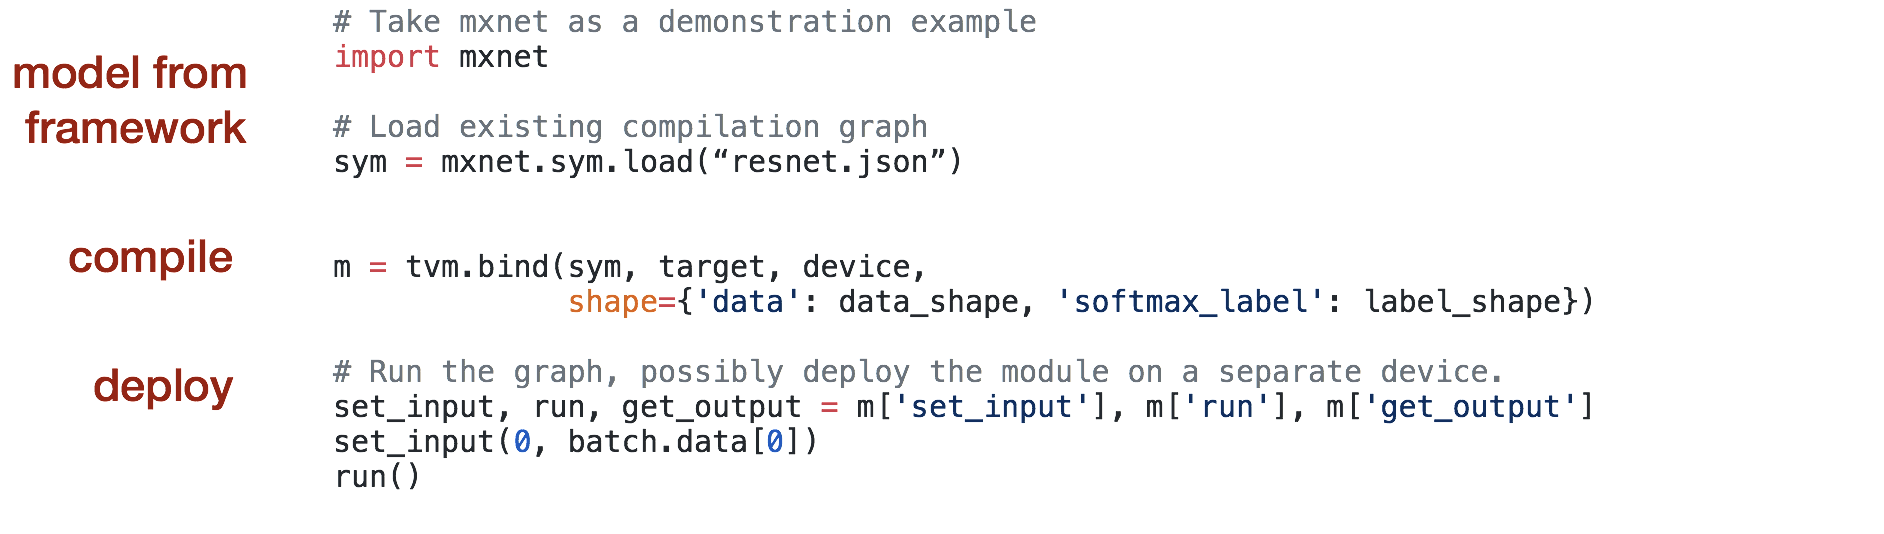 model from
framework
# Take mxnet as a demonstration example
import mxnet
# Load existing compilation graph
sym = mxnet.sym.load(“resnet.json”)
compile
m = tvm.bind(sym, target, device,
shape={'data': data_shape, 'softmax_label': label_shape})
deploy
# Run the graph, possibly deploy the module on a separate device.
set_input, run, get_output = m['set_input'], m['run'], m['get_output']
set_input(0, batch.data[0])
run()